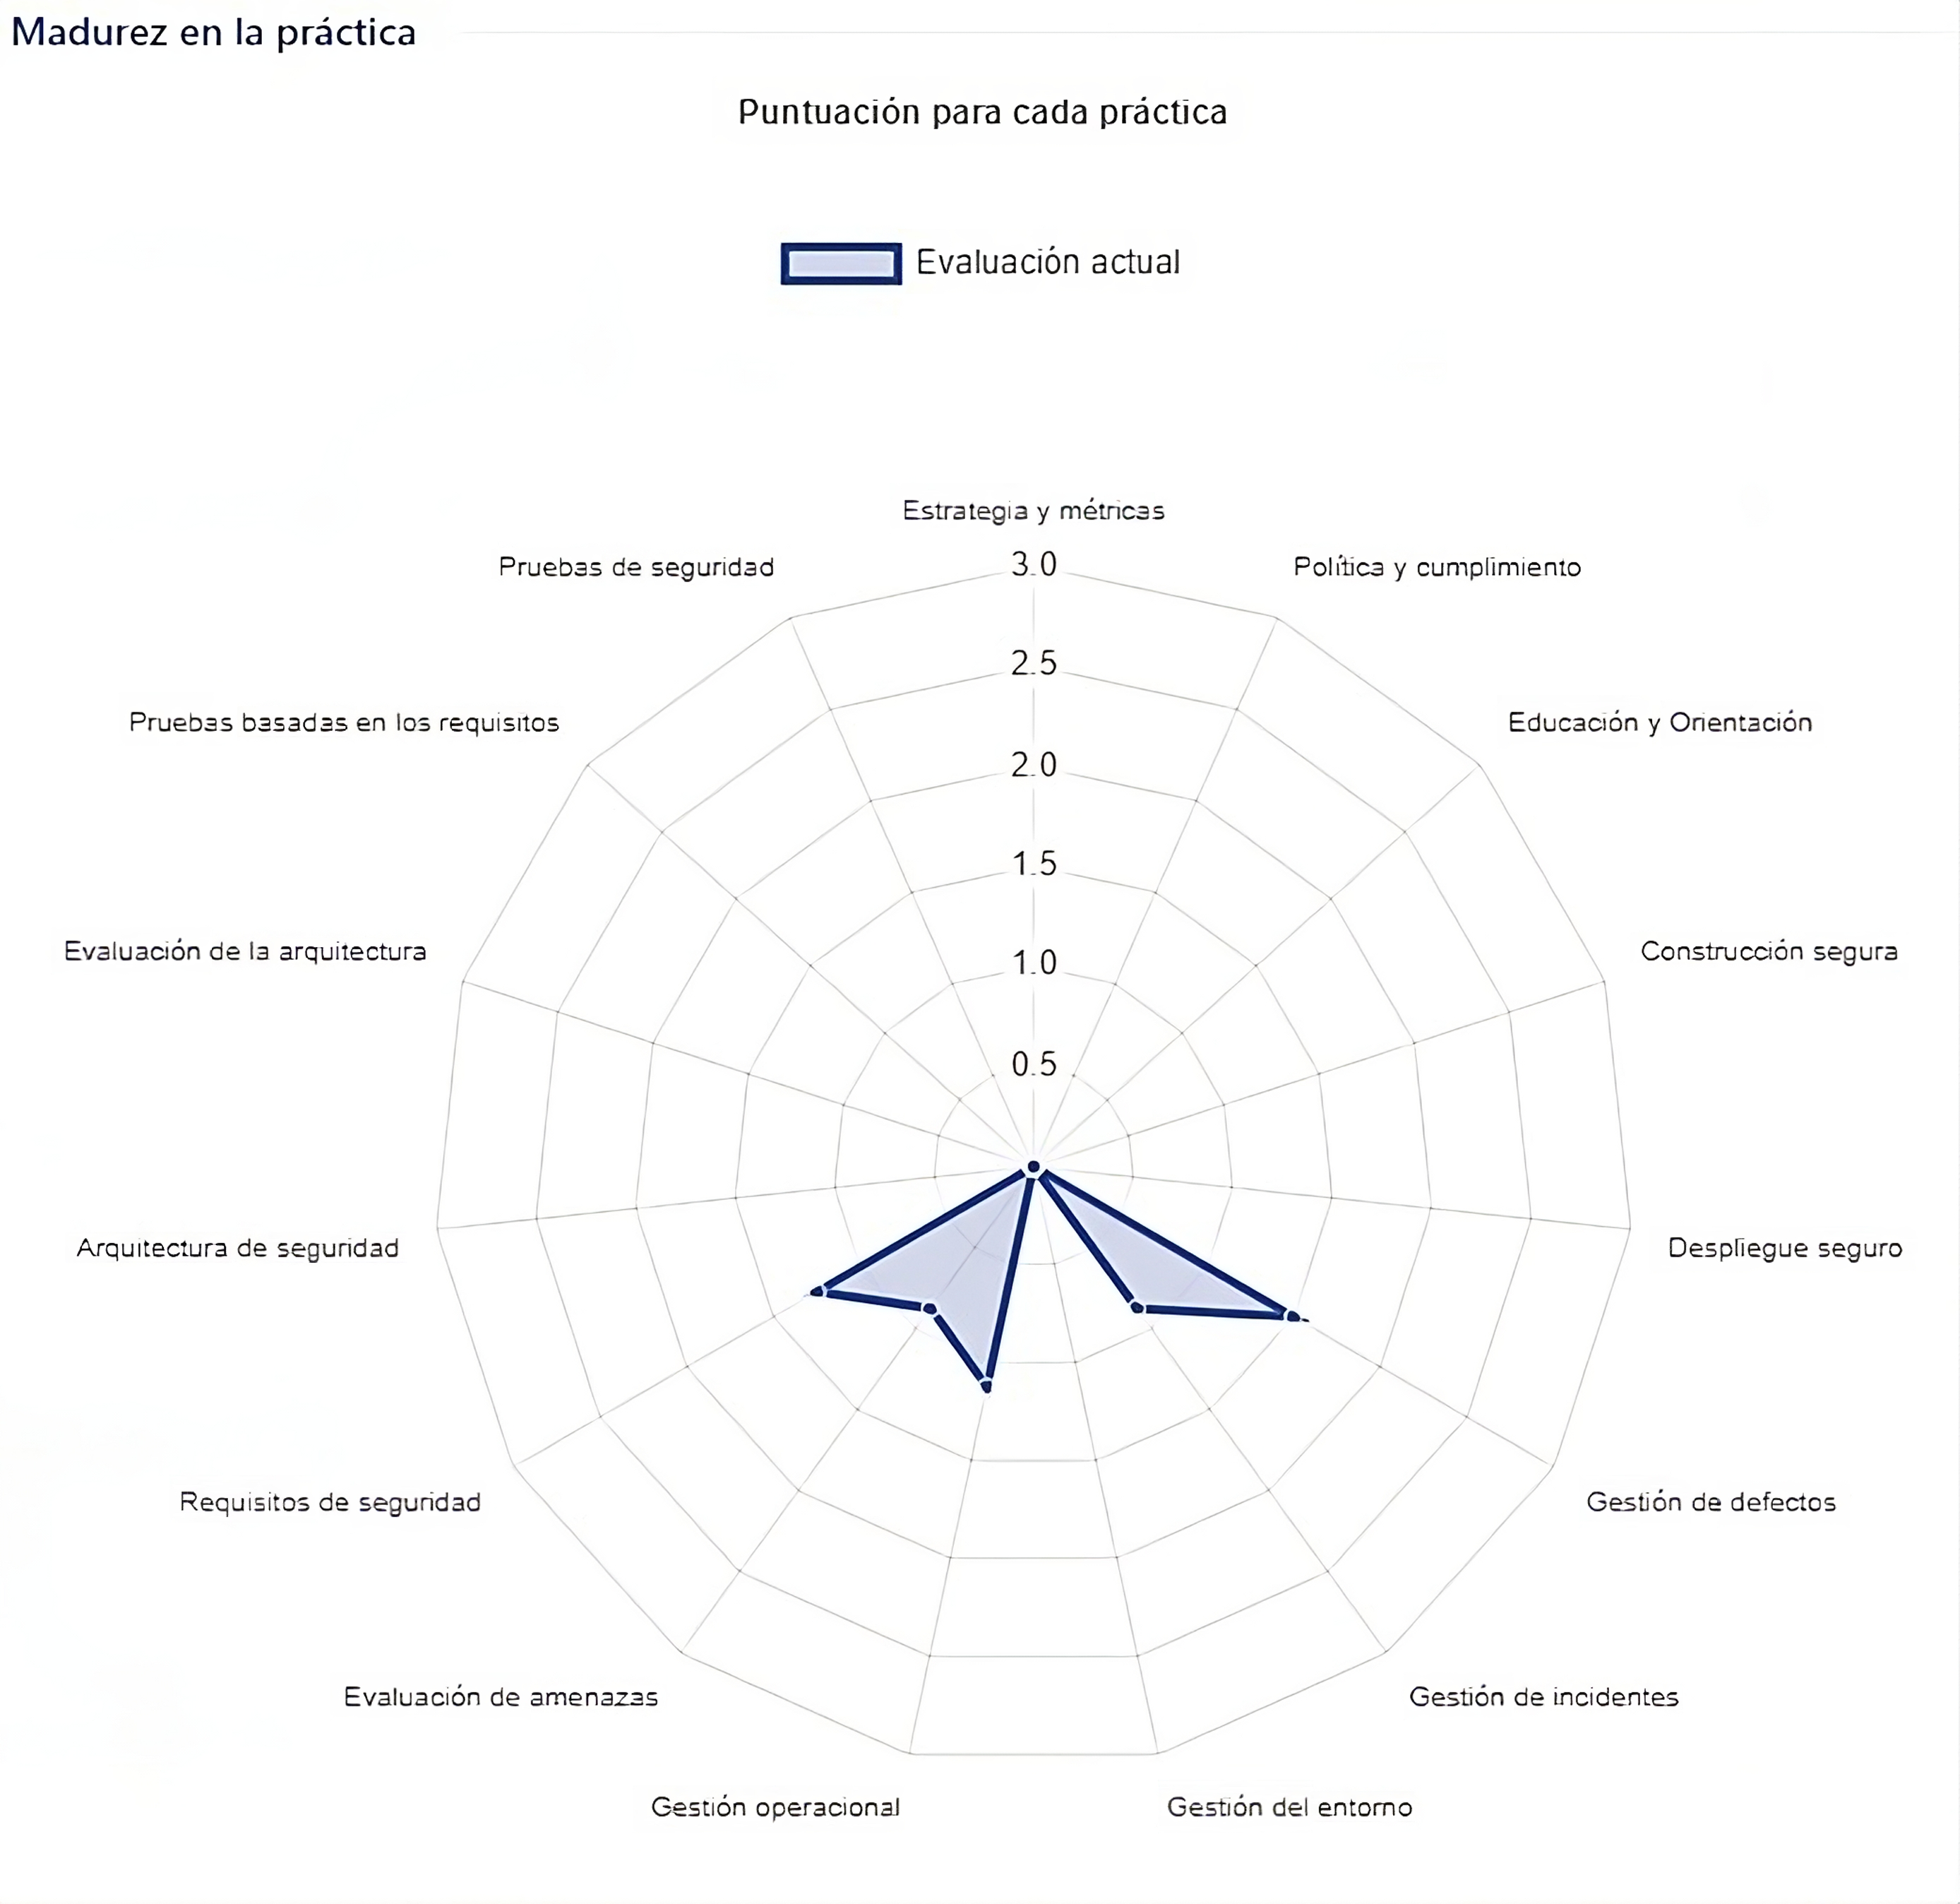 Madurez en la práctica
Puntuación para cada práctica
Evaluación actual
Estrategia y métricas
Pruebas de seguridad
3.0
Política y cumplimiento
2.5
Pruebas basadas en los requisitos
Educación y Orientación
2.0
1.5
Evaluación de la arquitectura
1.0
Construcción segura
0.5
Arquitectura de seguridad
Despliegue seguro
Requisitos de seguridad
Gestión de defectos
Evaluación de amenazas
Gestión de incidentes
Gestión operacional
Gestión del entorno